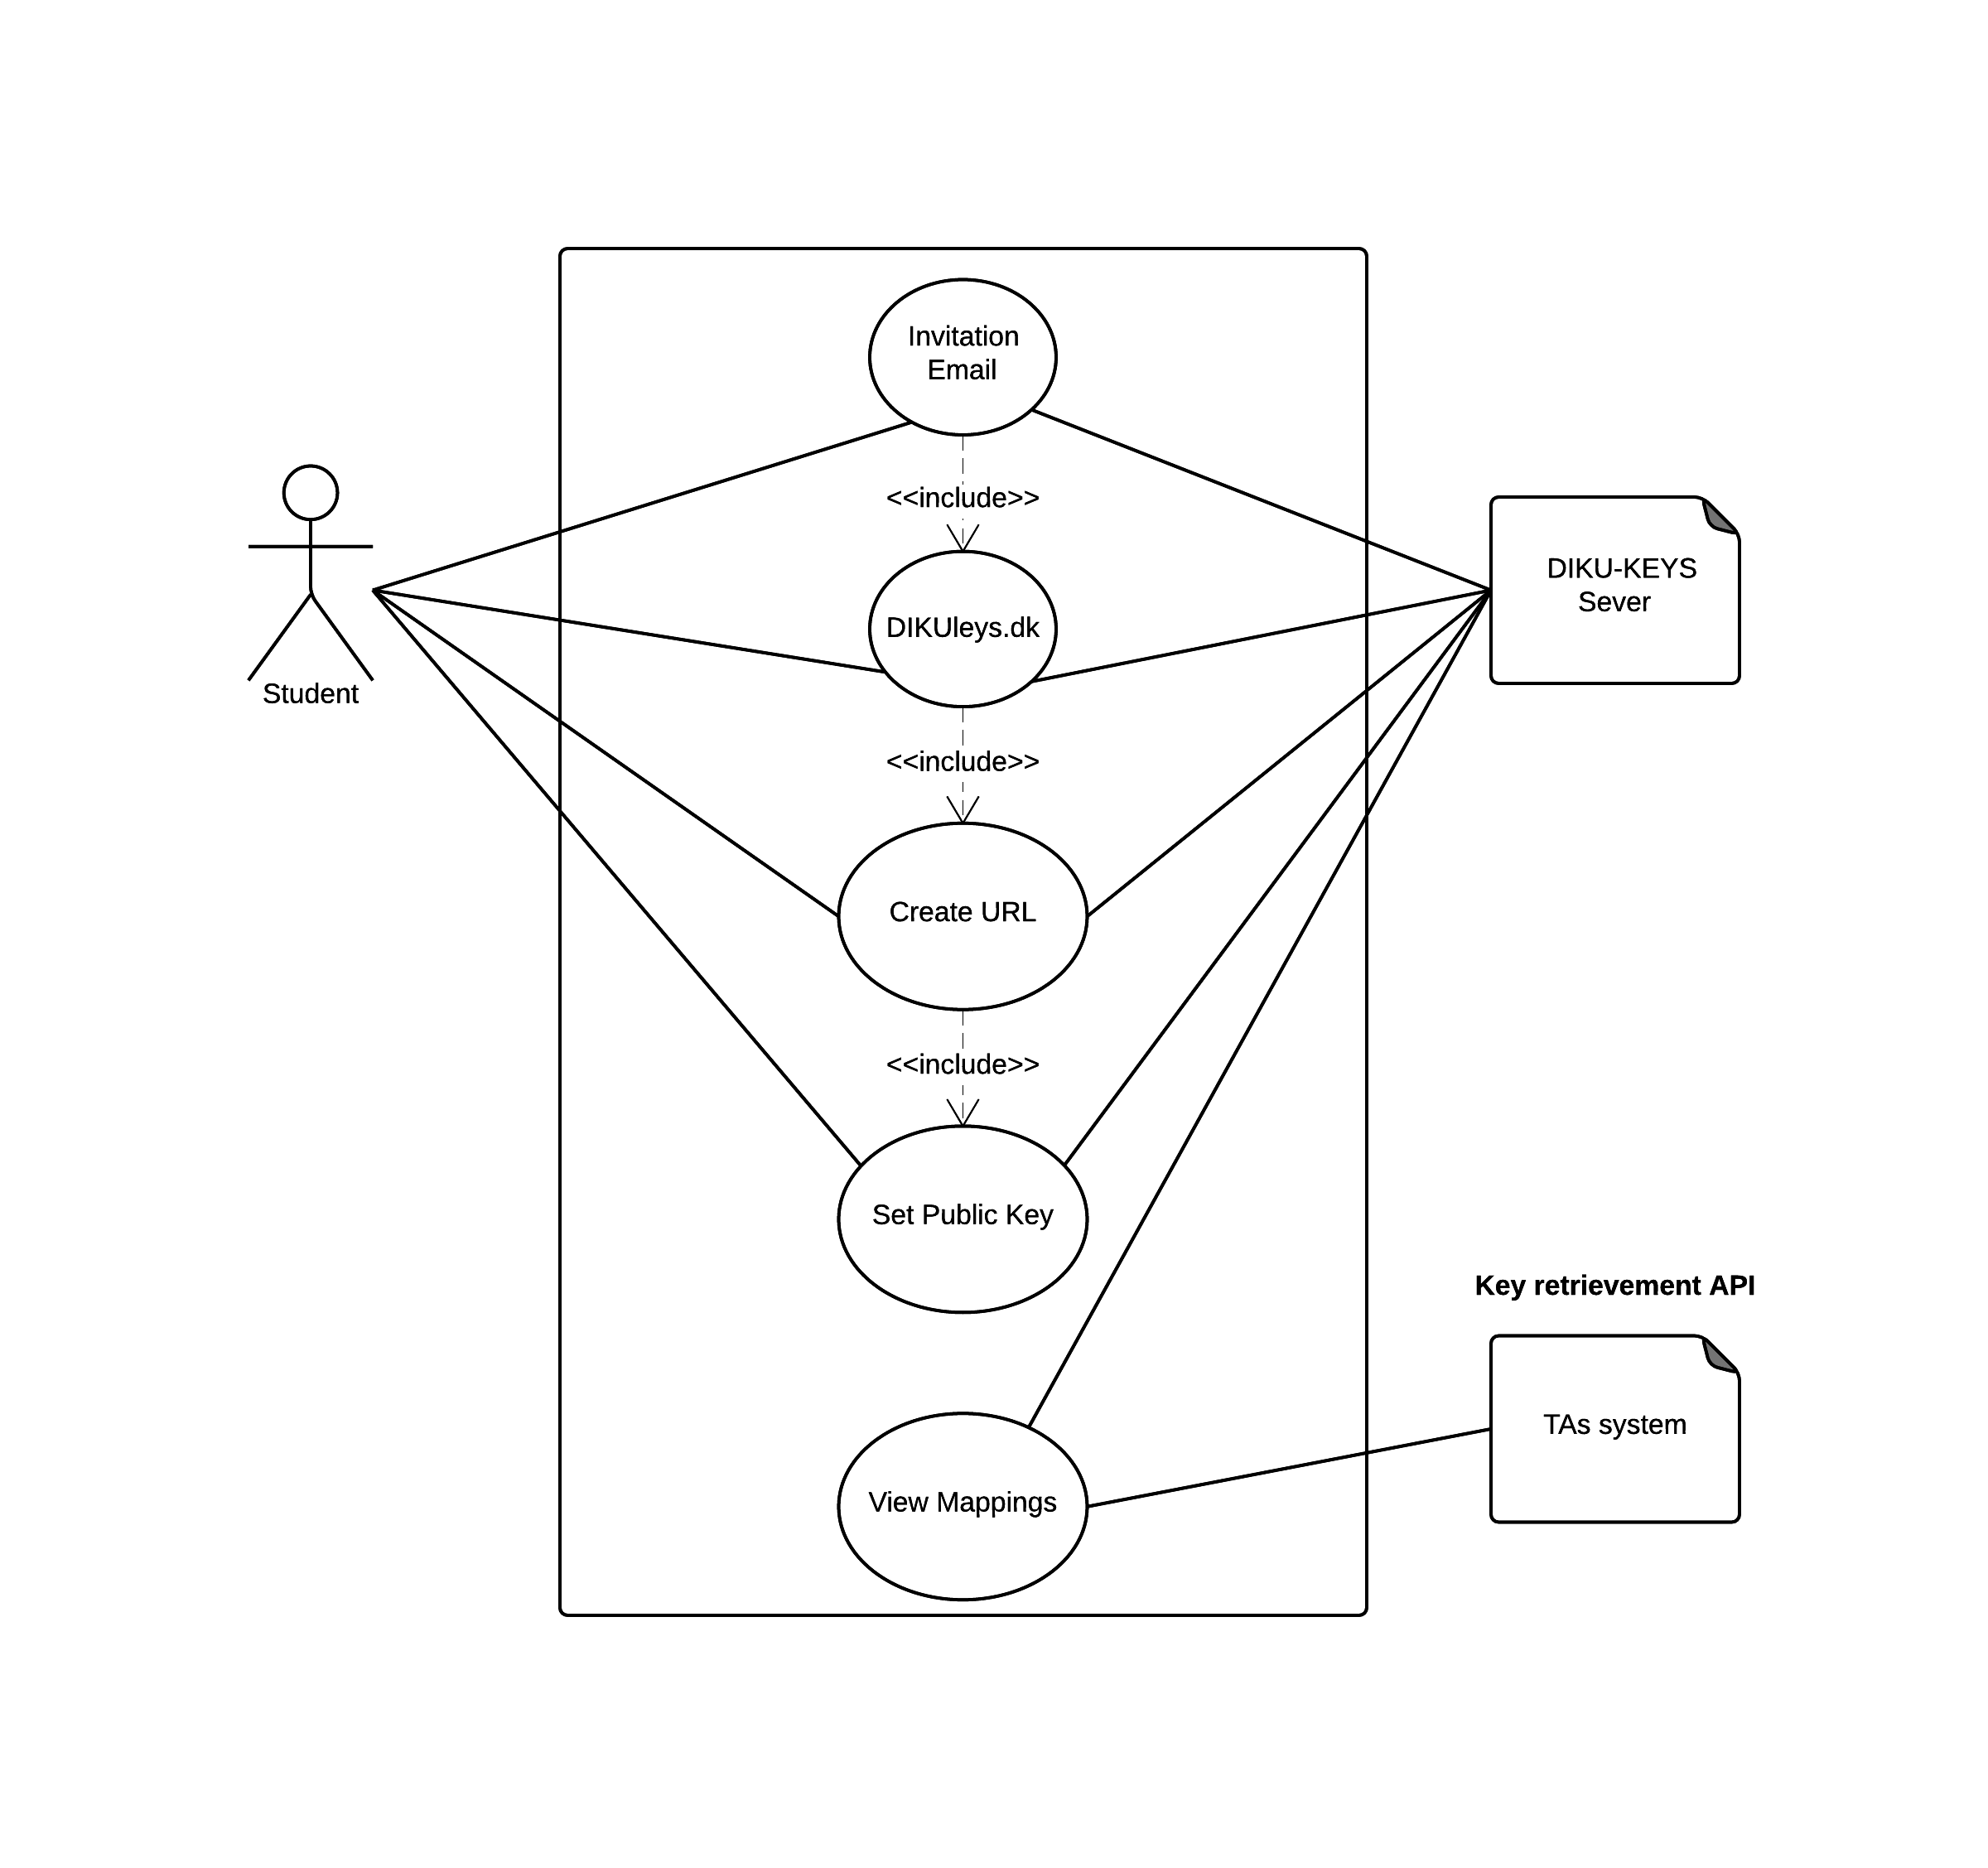 Invitation
Email
<<include>>
DIKU-KEYS
Sever
DIKUleys.dk
Student
<<include>>
Create URL
<<include>>
Set Public Key
Key retrievement API
TAs system
View Mappings